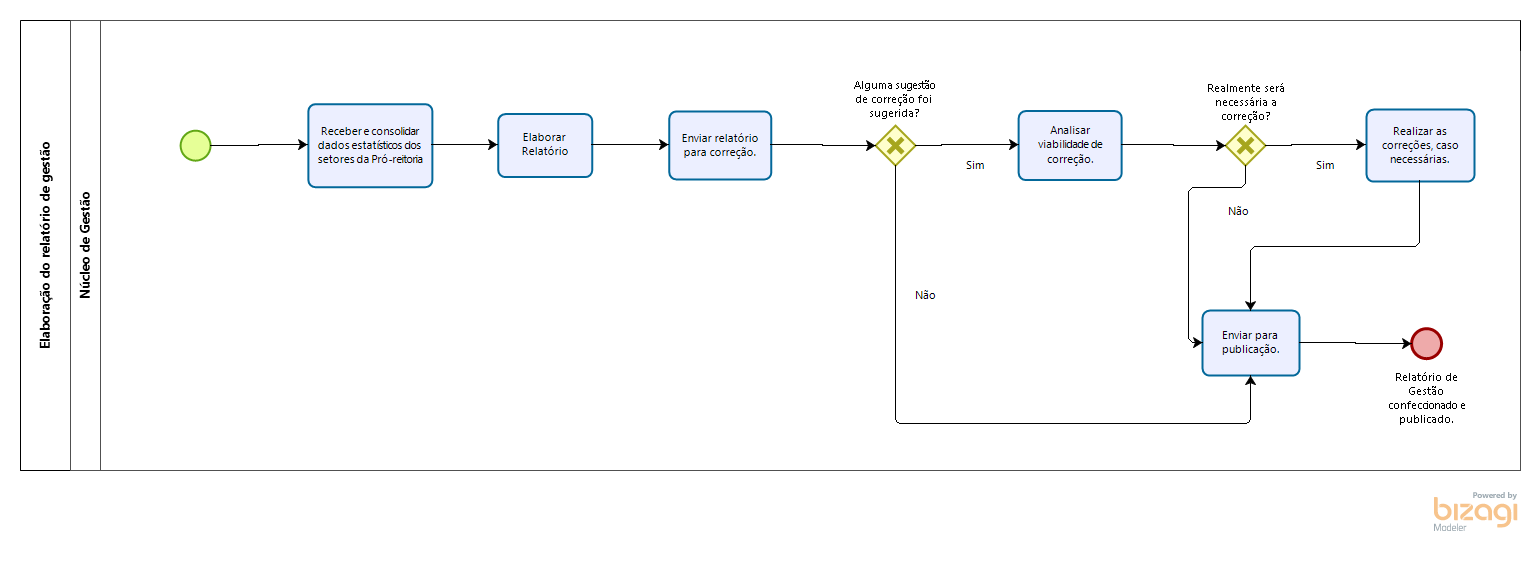 Elaboração do relatório de gestão
Núcleo de Gestão
Receber e consolidar
dados estatísticos dos
setores da Pró-reitoria
Elaborar
Relatório
Enviar relatório
para correção.
Alguma sugestão
de correção foi
sugerida?
Sim
Não
Analisar
viabilidade de
correção.
Realmente será
necessária a
correção?
Sim
Não
Realizar as
correções, caso
necessárias.
Enviar para
publicação.
Relatório de
Gestão
confeccionado e
publicado.
Powered by
bizagi
Modeler